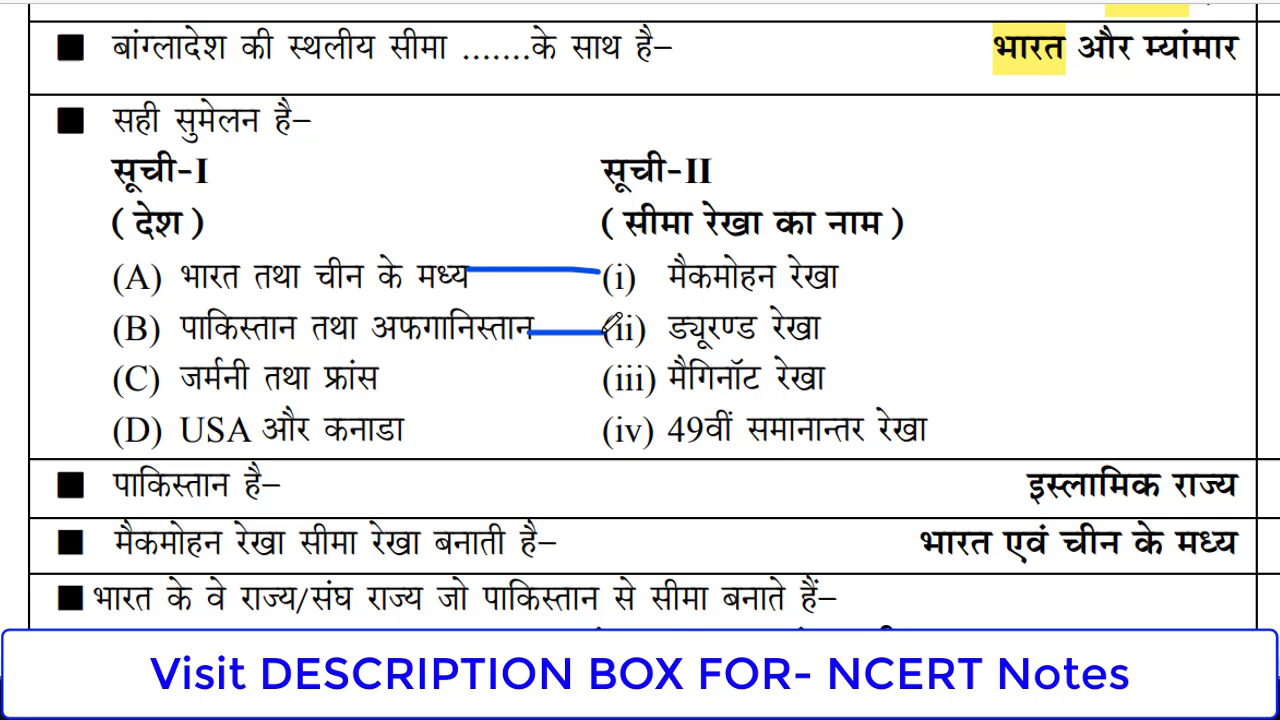 ■ बांग्लादेश की स्थलीय सीमा .......के साथ है– भारत और म्यांमार
■ सही सुमेलन है–
सूची-I सूची-II
( देश ) ( सीमा रेखा का नाम )
(A) भारत तथा चीन के मध्य (i) मैकमोहन रेखा
(B) पाकिस्तान तथा अफगानिस्तान (ii) ड्यूरण्ड रेखा
(C) जर्मनी तथा फ्रांस (iii) मैगिनॉट रेखा
(D) USA और कनाडा (iv) 49वीं समानान्तर रेखा
■ पाकिस्तान है– इस्लामिक राज्य
■ मैकमोहन रेखा सीमा रेखा बनाती है– भारत एवं चीन के मध्य
■ भारत के वे राज्य/संघ राज्य जो पाकिस्तान से सीमा बनाते हैं–
Visit DESCRIPTION BOX FOR- NCERT Notes